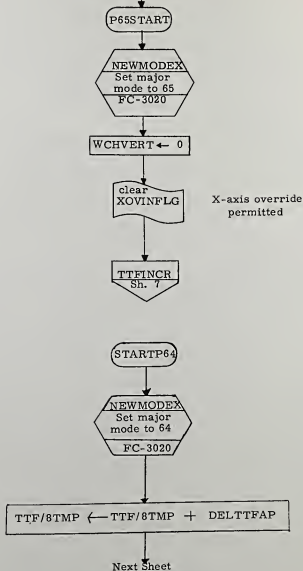 P65START
NEWMODEX
Set major
mode to 65
FC-3020
WCHVERT ← 0
clear
XOVINFLG
X-axis override
permitted
TTFINCR
Sh. 7
STARTP64
NEWMODEX
Set major
mode to 64
FC-3020
TTF/8TMP ← TTF/8TMP + DELTTFAP
Next Sheet